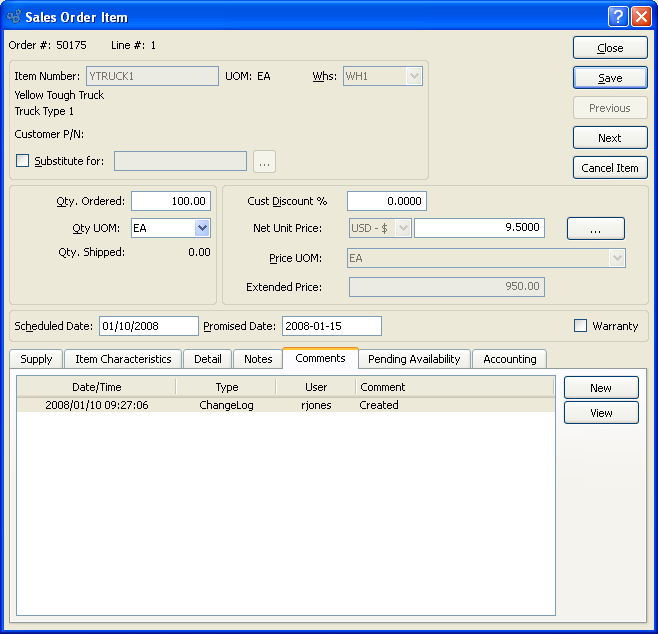 Sales Order Item
Order #: 50175 Line #: 1
Close
Item Number: YTRUCK1 UOM: EA Whs: WH1
Save
Yellow Tough Truck
Truck Type 1
Previous
Customer P/N:
Next
Substitute for: ...
Cancel Item
Qty. Ordered: 100.00
Cust Discount % 0.0000
Qty UOM: EA
Net Unit Price: USD - $ 9.5000 ...
Qty. Shipped: 0.00
Price UOM: EA
Extended Price: 950.00
Scheduled Date: 01/10/2008 Promised Date: 2008-01-15 Warranty
Supply Item Characteristics Detail Notes Comments Pending Availability Accounting
Date/Time Type User Comment
New
2008/01/10 09:27:06 ChangeLog rjones Created
View